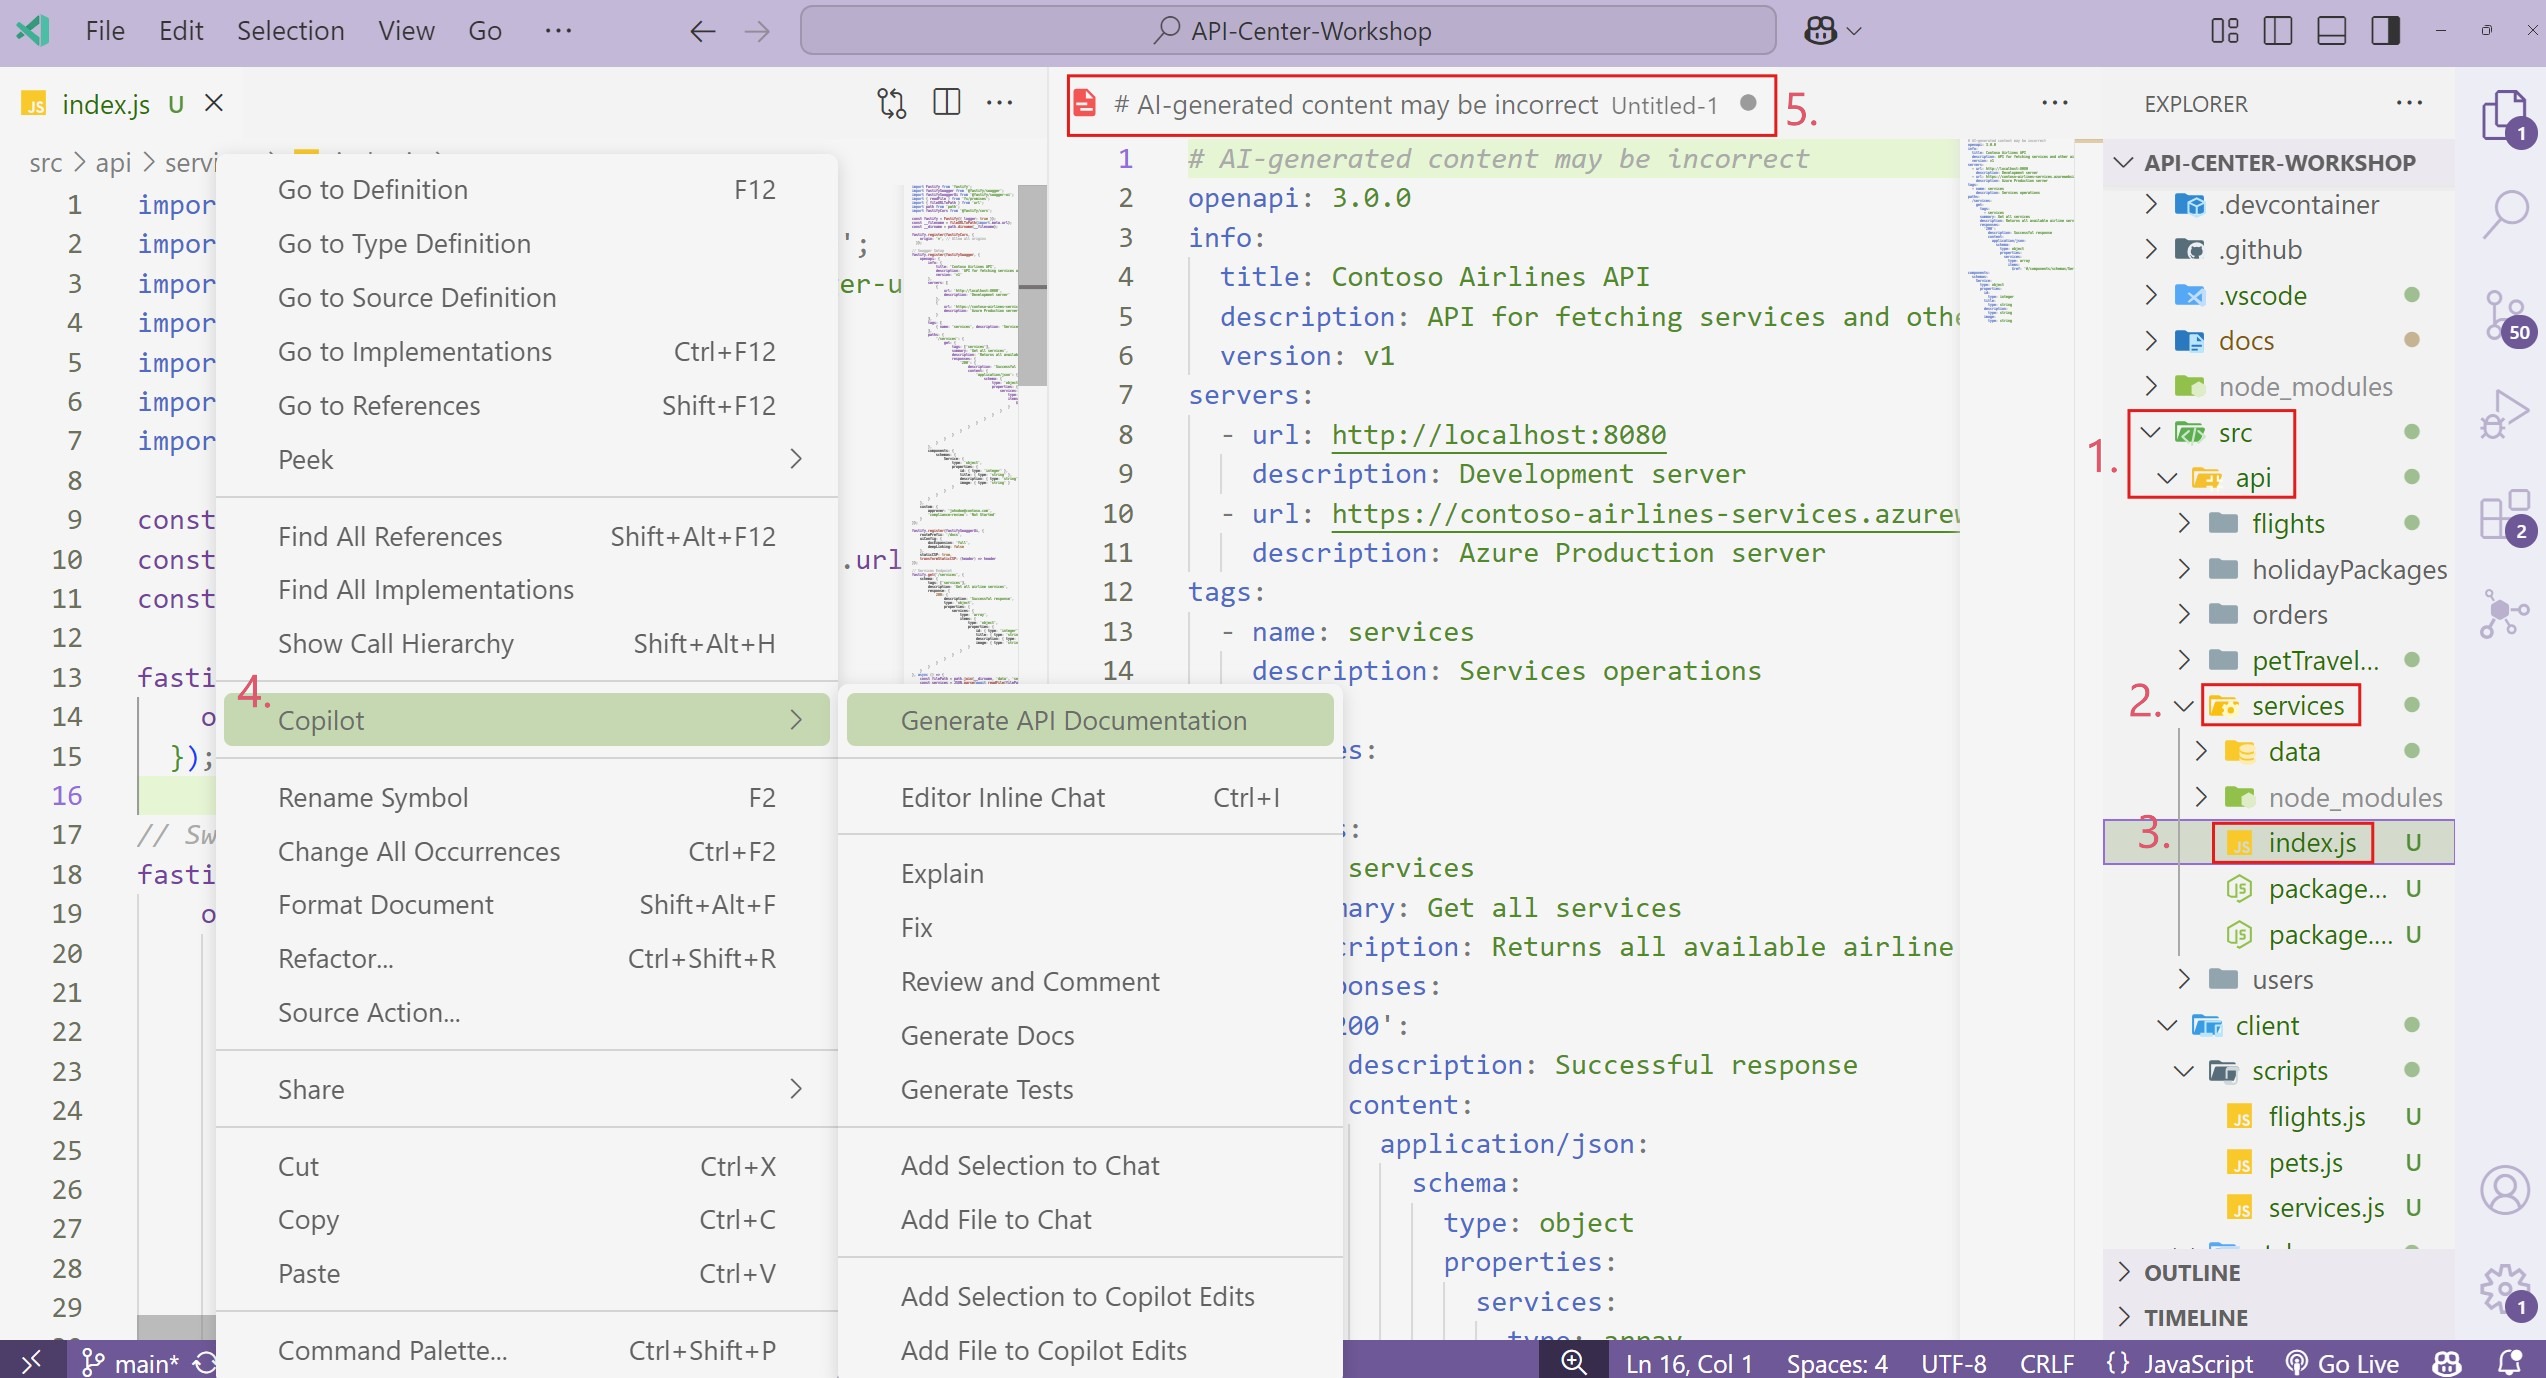 File Edit Selection View Go ···
API-Center-Workshop
index.js U
src > api > servi
1 impor
2 impor ';
3 impor er-u
4 impor
5 impor
6 impor
7 impor
8
9 const
10 const .url
11 const
12
13 fasti
14 o
15 });
16
17 // Sw
18 fasti
19 o
20
21
22
23
24
25
26
27
28
29
Go to Definition F12
Go to Type Definition
Go to Source Definition
Go to Implementations Ctrl+F12
Go to References Shift+F12
Peek
Find All References Shift+Alt+F12
Find All Implementations
Show Call Hierarchy Shift+Alt+H
4.
Copilot
Rename Symbol F2
Change All Occurrences Ctrl+F2
Format Document Shift+Alt+F
Refactor... Ctrl+Shift+R
Source Action...
Share
Cut Ctrl+X
Copy Ctrl+C
Paste Ctrl+V
Command Palette... Ctrl+Shift+P
Generate API Documentation
Editor Inline Chat Ctrl+I
Explain
Fix
Review and Comment
Generate Docs
Generate Tests
Add Selection to Chat
Add File to Chat
Add Selection to Copilot Edits
Add File to Copilot Edits
# AI-generated content may be incorrect Untitled-1
5.
1 # AI-generated content may be incorrect
2 openapi: 3.0.0
3 info:
4 title: Contoso Airlines API
5 description: API for fetching services and othe
6 version: v1
7 servers:
8 - url: http://localhost:8080
9 description: Development server
10 - url: https://contoso-airlines-services.azurew
11 description: Azure Production server
12 tags:
13 - name: services
14 description: Services operations
es:
:
services
mary: Get all services
cription: Returns all available airline
ponses:
200':
description: Successful response
content:
application/json:
schema:
type: object
properties:
services:
type: array
EXPLORER
API-CENTER-WORKSHOP
.devcontainer
.github
.vscode
docs
node_modules
1.
src
api
flights
holidayPackages
orders
petTravel...
2.
services
data
node_modules
3.
index.js U
package... U
package.... U
users
client
scripts
flights.js U
pets.js U
services.js U
OUTLINE
TIMELINE
1
50
2
1
main*
Ln 16, Col 1 Spaces: 4 UTF-8 CRLF {} JavaScript Go Live